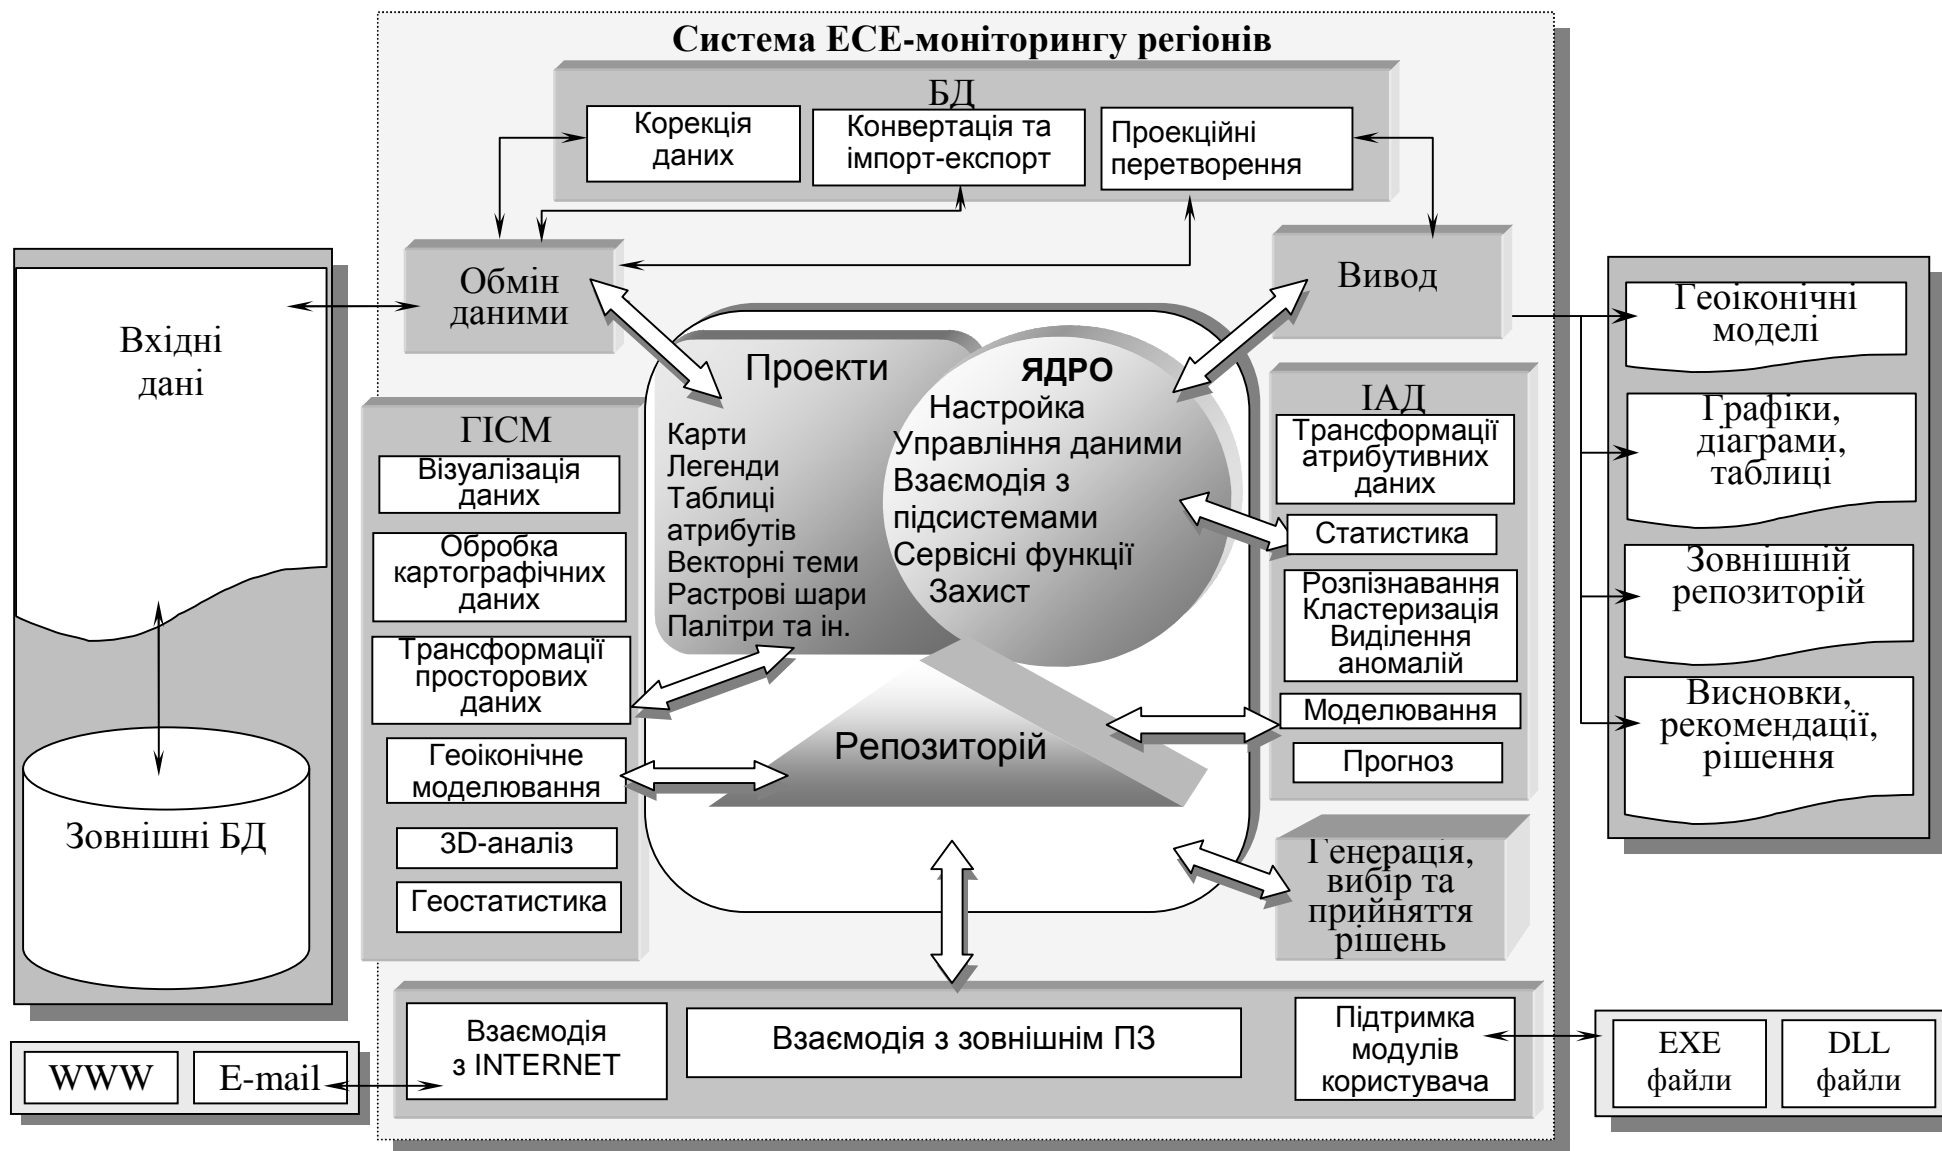 Система ЕСЕ-моніторингу регіонів
БД
Корекція
даних
Конвертація та
імпорт-експорт
Проекційні
перетворення
Обмін
даними
Вивод
Вхідні
дані
Зовнішні БД
ГІСМ
Візуалізація
даних
Обробка
картографічних
даних
Трансформації
просторових
даних
Геоіконічне
моделювання
3D-аналіз
Геостатистика
Проекти
Карти
Легенди
Таблиці
атрибутів
Векторні теми
Растрові шари
Палітри та ін.
ЯДРО
Настройка
Управління даними
Взаємодія з
підсистемами
Сервісні функції
Захист
Репозиторій
ІАД
Трансформації
атрибутивних
даних
Статистика
Розпізнавання
Кластеризація
Виділення
аномалій
Моделювання
Прогноз
Генерація,
вибір та
прийняття
рішень
Геоіконічні
моделі
Графіки,
діаграми,
таблиці
Зовнішній
репозиторій
Висновки,
рекомендації,
рішення
WWW
E-mail
Взаємодія
з INTERNET
Взаємодія з зовнішнім ПЗ
Підтримка
модулів
користувача
EXE
файли
DLL
файли